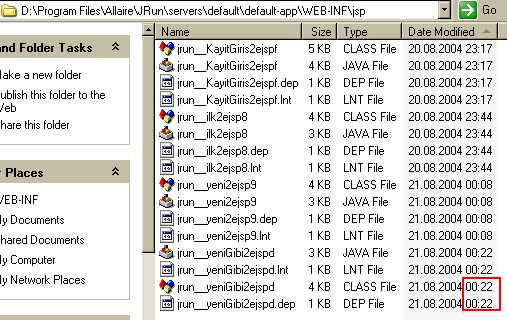 D:\Program Files\Allaire\JRun\servers\default\default-app\WEB-INF\jsp Go
and Folder Tasks
Make a new folder
ublish this folder to the
Web
hare this folder
r Places
WEB-INF
My Documents
hared Documents
My Computer
My Network Places
Name Size Type Date Modified
jrun__KayitGiris2ejspf 5 KB CLASS File 20.08.2004 23:17
jrun__KayitGiris2ejspf 4 KB JAVA File 20.08.2004 23:17
jrun__KayitGiris2ejspf.dep 1 KB DEP File 20.08.2004 23:17
jrun__KayitGiris2ejspf.lnt 1 KB LNT File 20.08.2004 23:17
jrun__ilk2ejsp8 4 KB CLASS File 20.08.2004 23:44
jrun__ilk2ejsp8 3 KB JAVA File 20.08.2004 23:44
jrun__ilk2ejsp8.dep 1 KB DEP File 20.08.2004 23:44
jrun__ilk2ejsp8.lnt 1 KB LNT File 20.08.2004 23:44
jrun__yeni2ejsp9 4 KB CLASS File 21.08.2004 00:08
jrun__yeni2ejsp9 3 KB JAVA File 21.08.2004 00:08
jrun__yeni2ejsp9.dep 1 KB DEP File 21.08.2004 00:08
jrun__yeni2ejsp9.lnt 1 KB LNT File 21.08.2004 00:08
jrun__yeniGibi2ejspd 3 KB JAVA File 21.08.2004 00:22
jrun__yeniGibi2ejspd.lnt 1 KB LNT File 21.08.2004 00:22
jrun__yeniGibi2ejspd 4 KB CLASS File 21.08.2004 00:22
jrun__yeniGibi2ejspd.dep 1 KB DEP File 21.08.2004 00:22